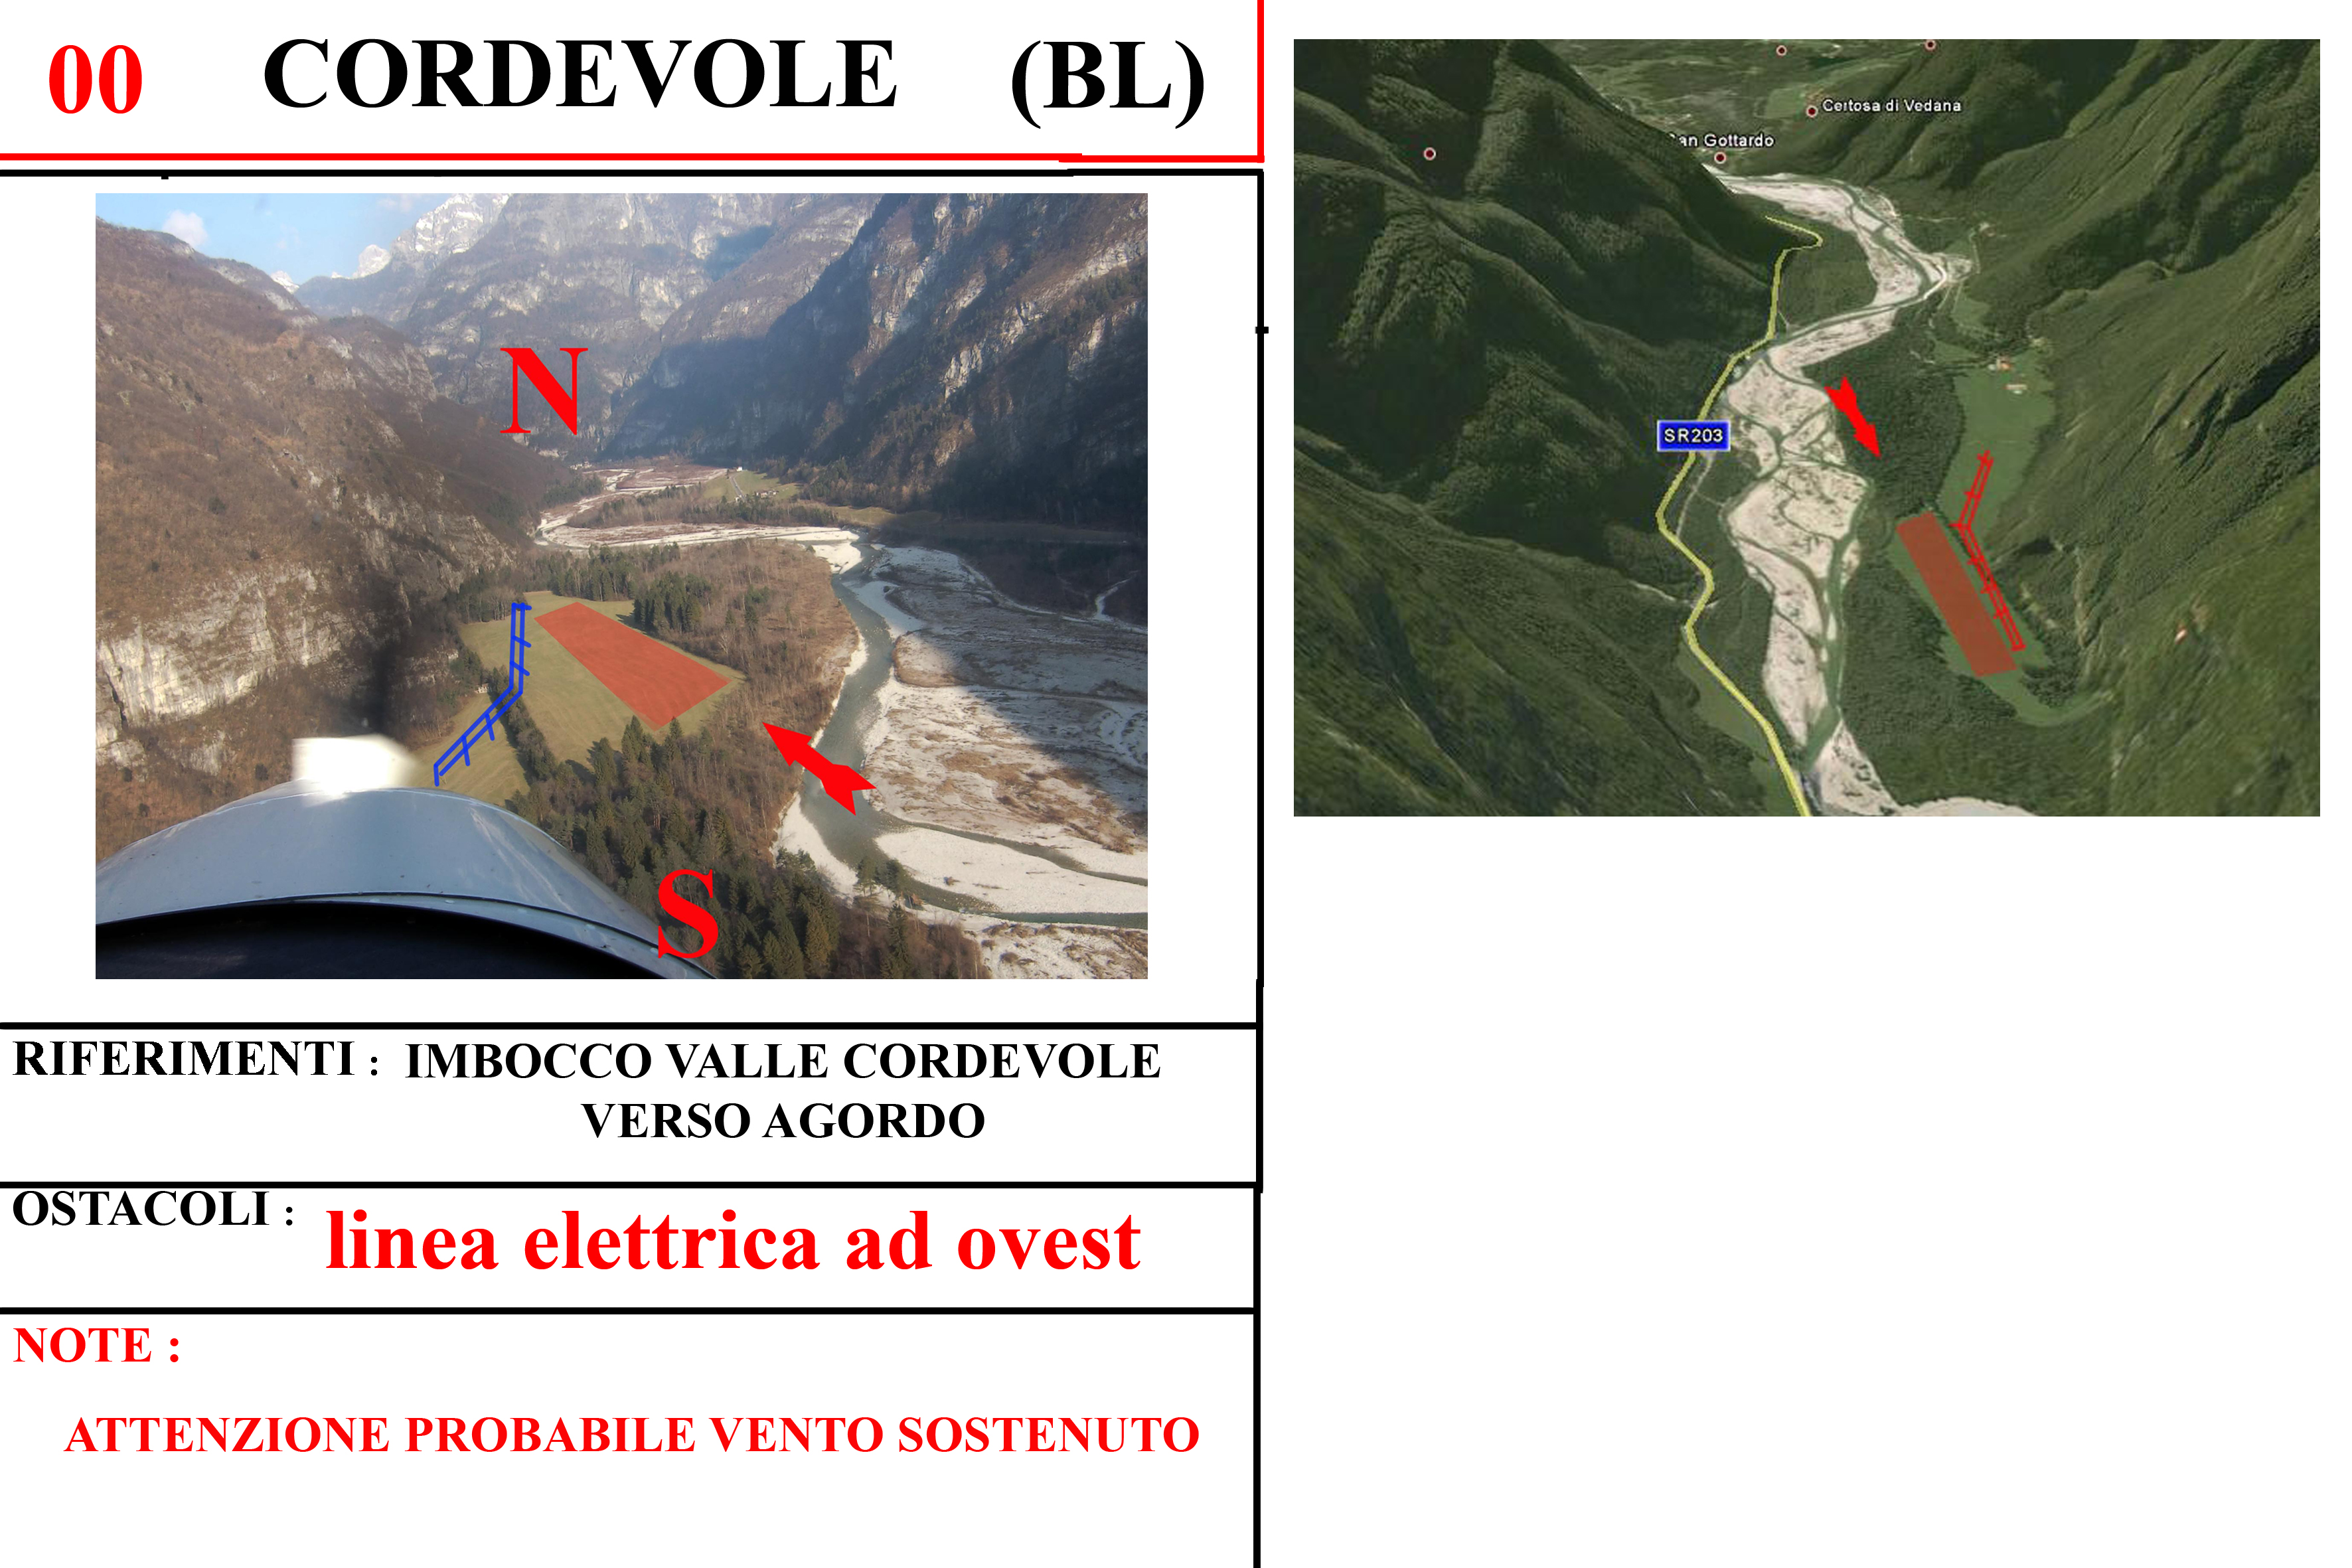 00 CORDEVOLE (BL)
N
S
RIFERIMENTI : IMBOCCO VALLE CORDEVOLE
VERSO AGORDO
OSTACOLI : linea elettrica ad ovest
NOTE :
ATTENZIONE PROBABILE VENTO SOSTENUTO
Certosa di Vedana
an Gottardo
SR203